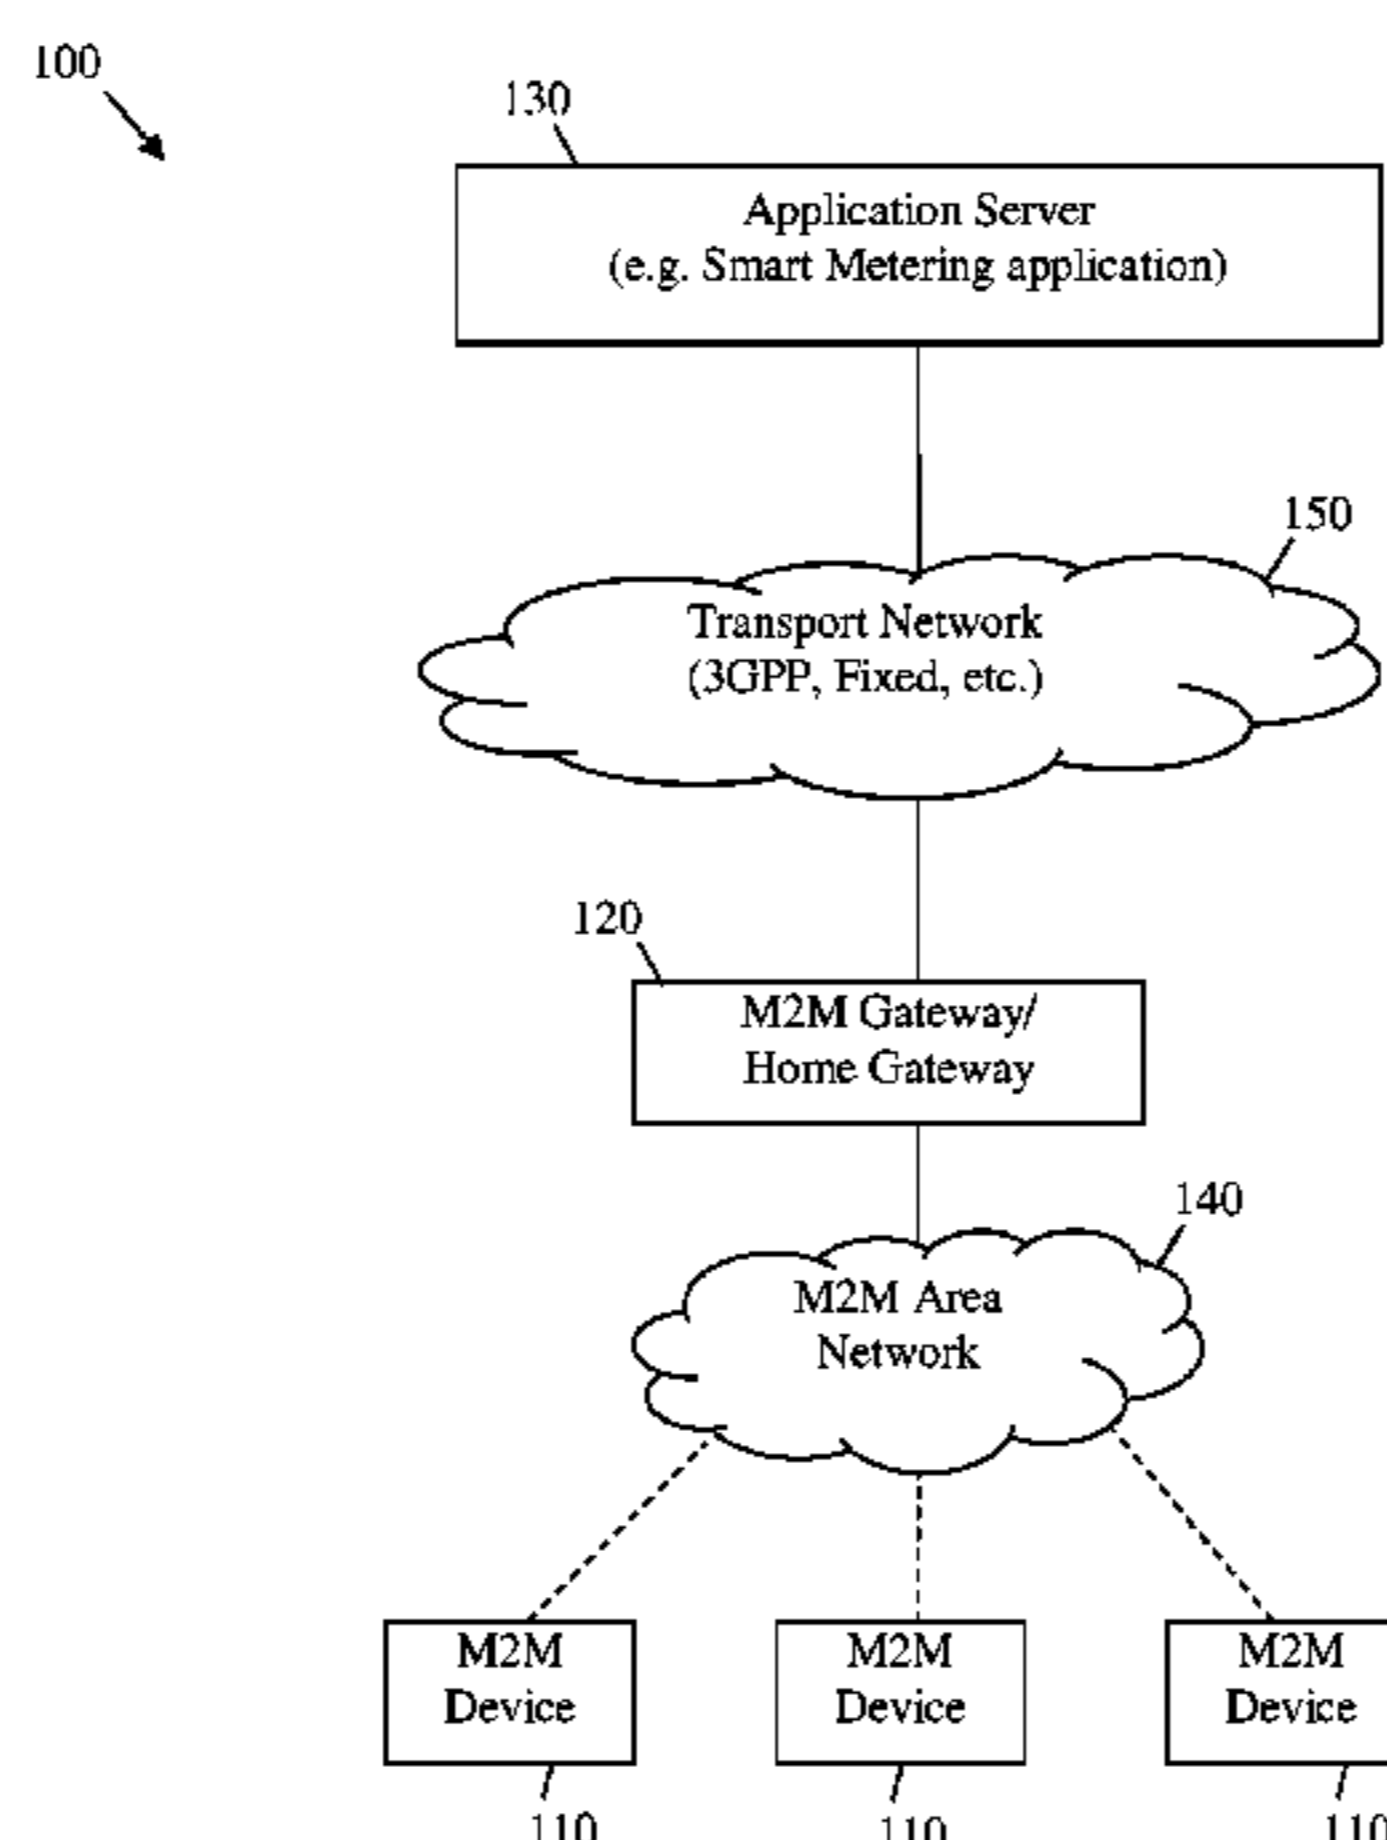 100
130
Application Server
(e.g. Smart Metering application)
150
Transport Network
(3GPP, Fixed, etc.)
120
M2M Gateway/
Home Gateway
140
M2M Area
Network
M2M
Device
M2M
Device
M2M
Device
110
110
110